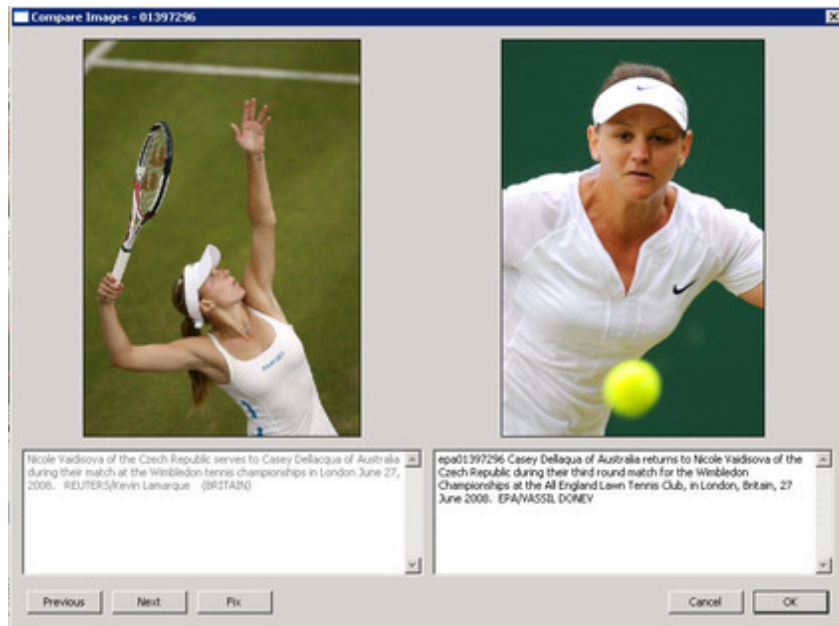 Compare Images - 01397296
Nicole Vaidisova of the Czech Republic serves to Casey Dellacqua of Australia
during their match at the Wimbledon tennis championships in London June 27,
2008. REUTERS/Kevin Lamarque (BRITAIN)
epa01397296 Casey Dellaqua of Australia returns to Nicole Vaidisova of the
Czech Republic during their third round match for the Wimbledon
Championships at the All England Lawn Tennis Club, in London, Britain, 27
June 2008. EPA/VASSIL DONEV
Previous Next Fix Cancel OK